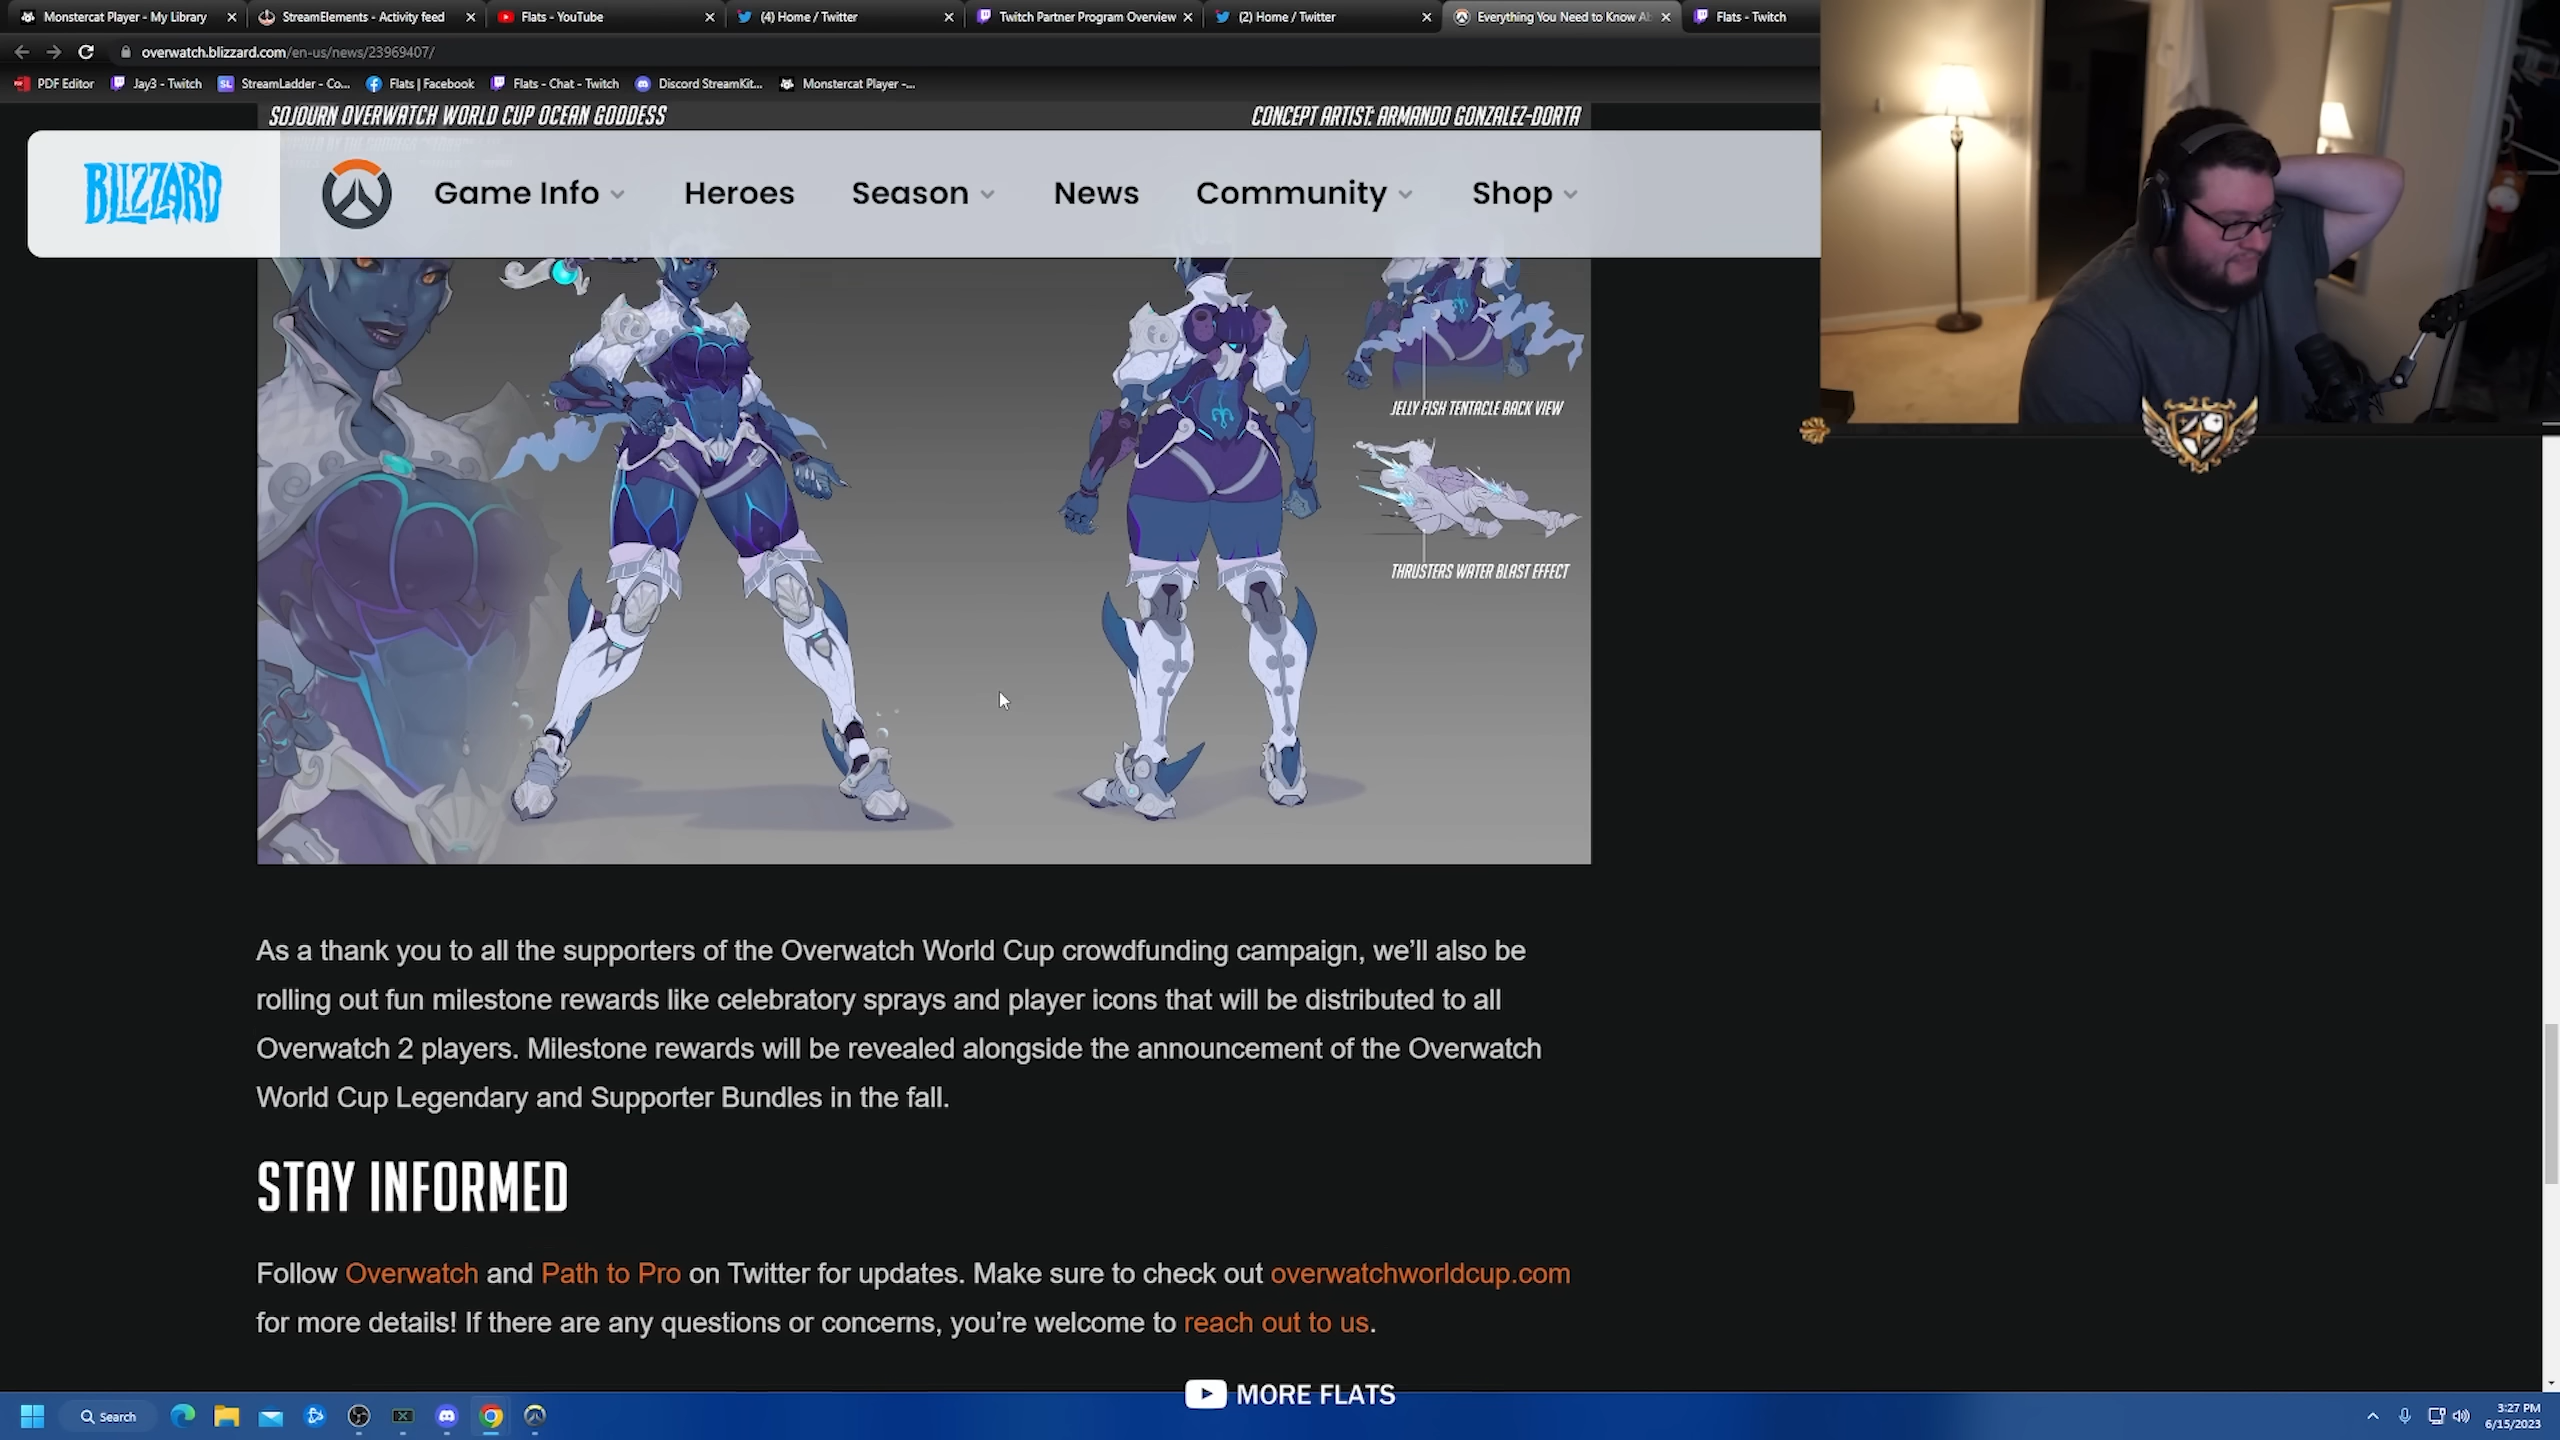 Monstercat Player - My Library
StreamElements - Activity feed
Flats - YouTube
(4) Home / Twitter
Twitch Partner Program Overview
(2) Home / Twitter
Everything You Need to Know Ab
Flats - Twitch
overwatch.blizzard.com/en-us/news/23969407/
PDF Editor
Jay3 - Twitch
SL
StreamLadder - Co...
Flats | Facebook
Flats - Chat - Twitch
Discord StreamKit...
Monstercat Player -...
SOJOURN OVERWATCH WORLD CUP OCEAN GODDESS
CONCEPT ARTIST: ARMANDO GONZALEZ-DORTA
BLIZZARD
Game Info
Heroes
Season
News
Community
Shop
JELLY FISH TENTACLE BACK VIEW
THRUSTERS WATER BLAST EFFECT
As a thank you to all the supporters of the Overwatch World Cup crowdfunding campaign, we’ll also be
rolling out fun milestone rewards like celebratory sprays and player icons that will be distributed to all
Overwatch 2 players. Milestone rewards will be revealed alongside the announcement of the Overwatch
World Cup Legendary and Supporter Bundles in the fall.
STAY INFORMED
Follow Overwatch and Path to Pro on Twitter for updates. Make sure to check out overwatchworldcup.com
for more details! If there are any questions or concerns, you’re welcome to reach out to us.
MORE FLATS
Search
3:27 PM
6/15/2023